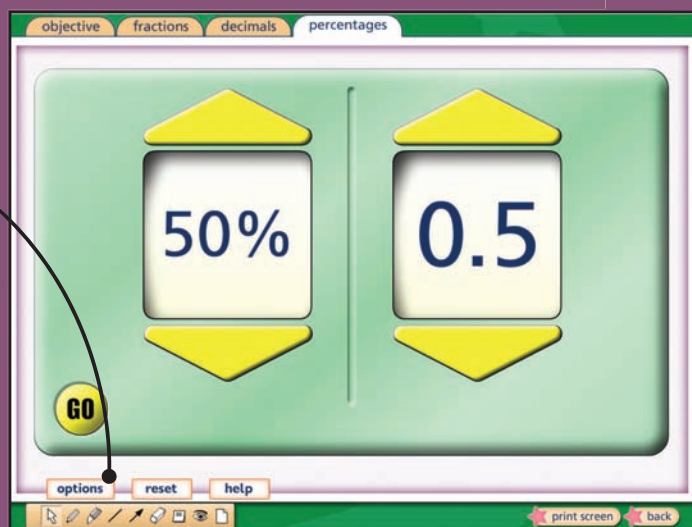 objective fractions decimals percentages
50% 0.5
GO
options reset help
print screen back